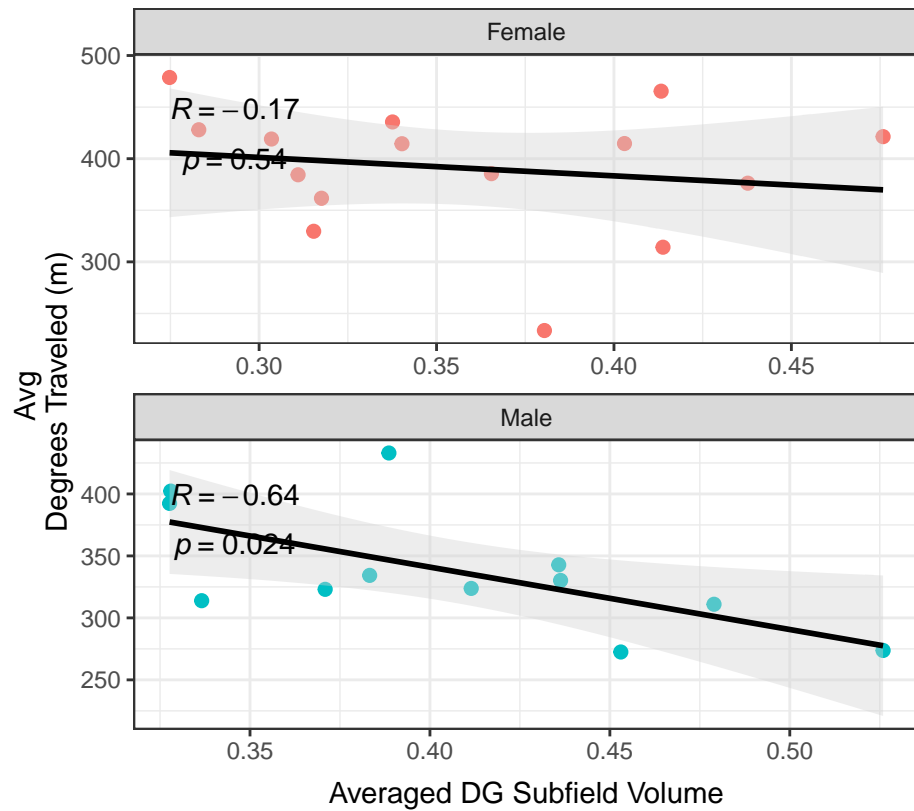 Female
500
400
300
R = −0.17
p = 0.54
0.30 0.35 0.40 0.45
Avg
Degrees Traveled (m)
Male
400
350
300
250
R = −0.64
p = 0.024
0.35 0.40 0.45 0.50
Averaged DG Subfield Volume